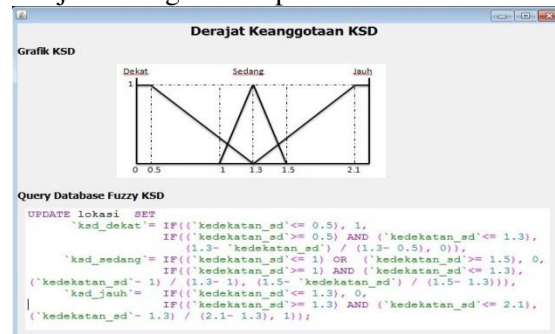 Derajat Keanggotaan KSD
Grafik KSD
Dekat Sedang Jauh
1
0 0.5 1 1.3 1.5 2.1
Query Database Fuzzy KSD
UPDATE lokasi SET
`ksd_dekat`= IF((`kedekatan_sd`<= 0.5), 1,
IF((`kedekatan_sd`>= 0.5) AND (`kedekatan_sd`<= 1.3),
(1.3- `kedekatan_sd`) / (1.3- 0.5), 0)),
`ksd_sedang`= IF((`kedekatan_sd`<= 1) OR (`kedekatan_sd`>= 1.5), 0,
IF((`kedekatan_sd`>= 1) AND (`kedekatan_sd`<= 1.3),
(`kedekatan_sd`- 1) / (1.3- 1), (1.5- `kedekatan_sd`) / (1.5- 1.3))),
`ksd_jauh`= IF((`kedekatan_sd`<= 1.3), 0,
IF((`kedekatan_sd`>= 1.3) AND (`kedekatan_sd`<= 2.1),
(`kedekatan_sd`- 1.3) / (2.1- 1.3), 1));